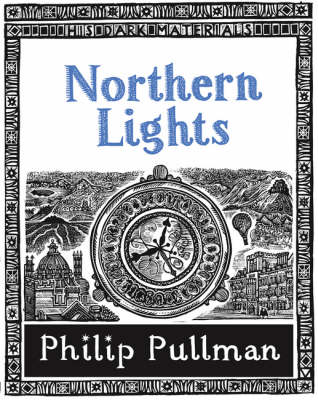 HIS DARK MATERIALS
Northern
Lights
Philip Pullman